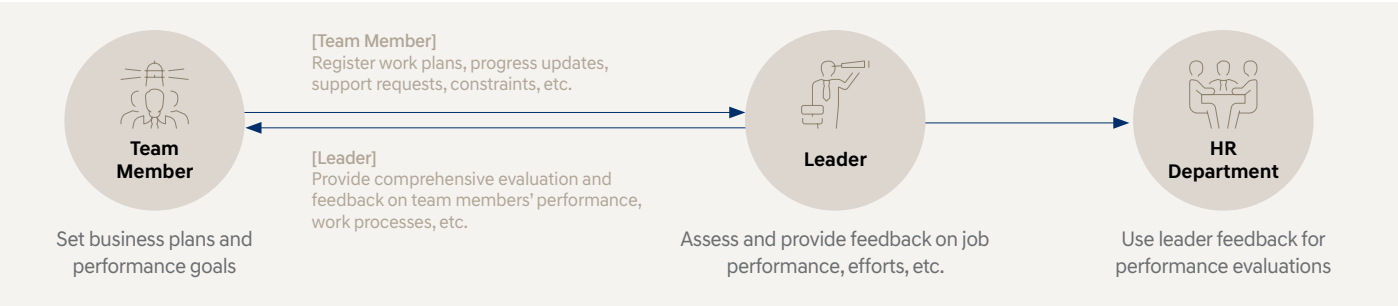 [Team Member]
Register work plans, progress updates,
support requests, constraints, etc.
Team
Member
[Leader]
Provide comprehensive evaluation and
feedback on team members' performance,
work processes, etc.
Leader
HR
Department
Set business plans and
performance goals
Assess and provide feedback on job
performance, efforts, etc.
Use leader feedback for
performance evaluations